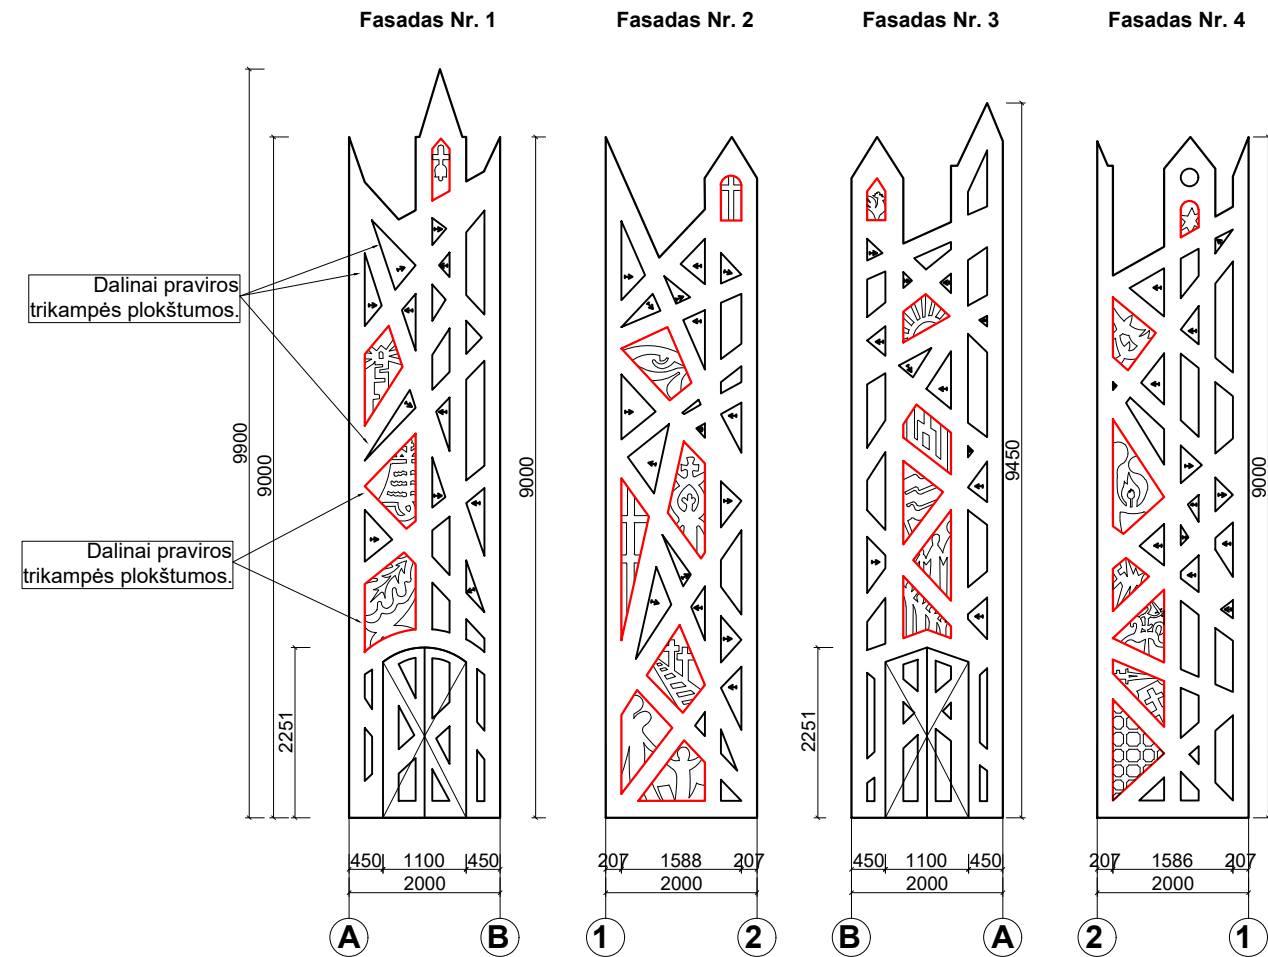 Fasadas Nr. 1
Fasadas Nr. 2
Fasadas Nr. 3
Fasadas Nr. 4
Dalinai praviros
trikampės plokštumos.
Dalinai praviros
trikampės plokštumos.
9900
9000
2251
9000
2251
9450
9000
450 1100 450
2000
207 1588 207
2000
450 1100 450
2000
207 1586 207
2000
A B 1 2 B A 2 1